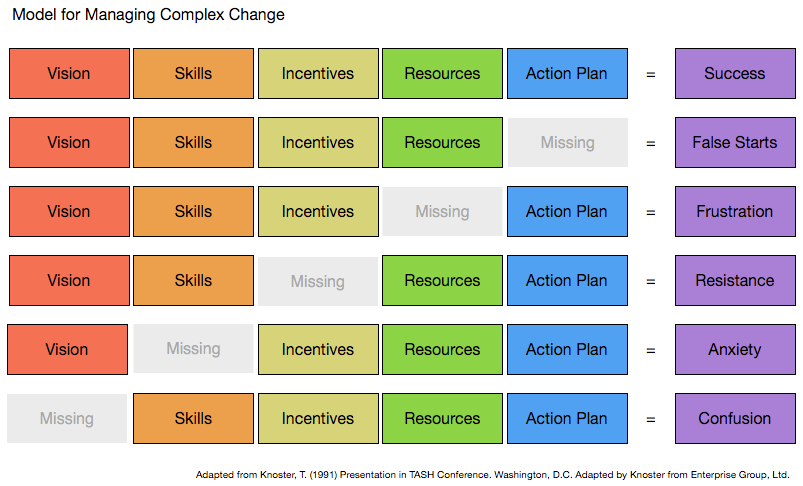 Model for Managing Complex Change
Vision Skills Incentives Resources Action Plan = Success
Vision Skills Incentives Resources Missing = False Starts
Vision Skills Incentives Missing Action Plan = Frustration
Vision Skills Missing Resources Action Plan = Resistance
Vision Missing Incentives Resources Action Plan = Anxiety
Missing Skills Incentives Resources Action Plan = Confusion
Adapted from Knoster, T. (1991) Presentation in TASH Conference. Washington, D.C. Adapted by Knoster from Enterprise Group, Ltd.